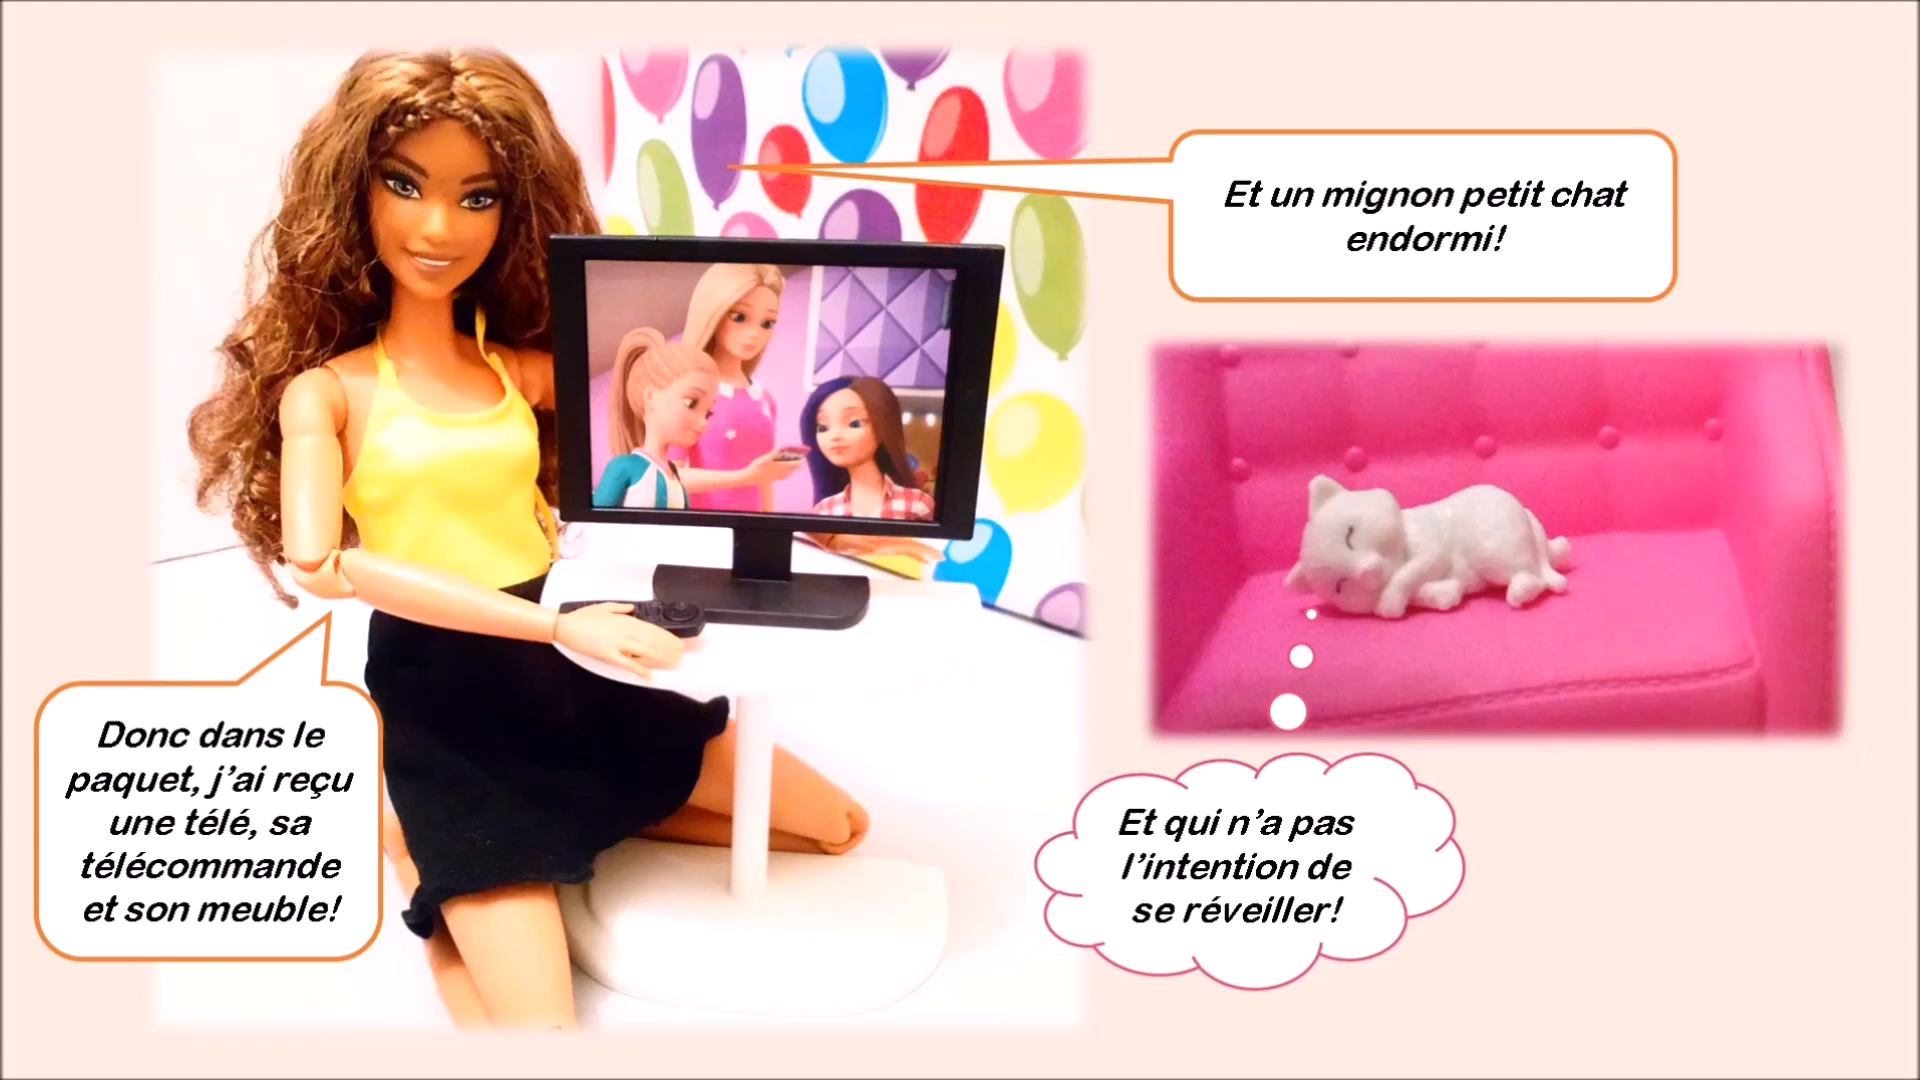 Donc dans le
paquet, j'ai reçu
une télé, sa
télécommande
et son meuble!
Et un mignon petit chat
endormi!
Et qui n'a pas
l'intention de
se réveiller!